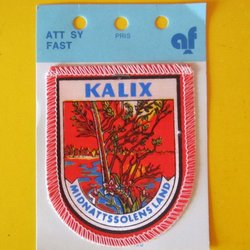 ATT SY
FAST
PRIS
af
KALIX
MIDNATTSSOLENS LAND